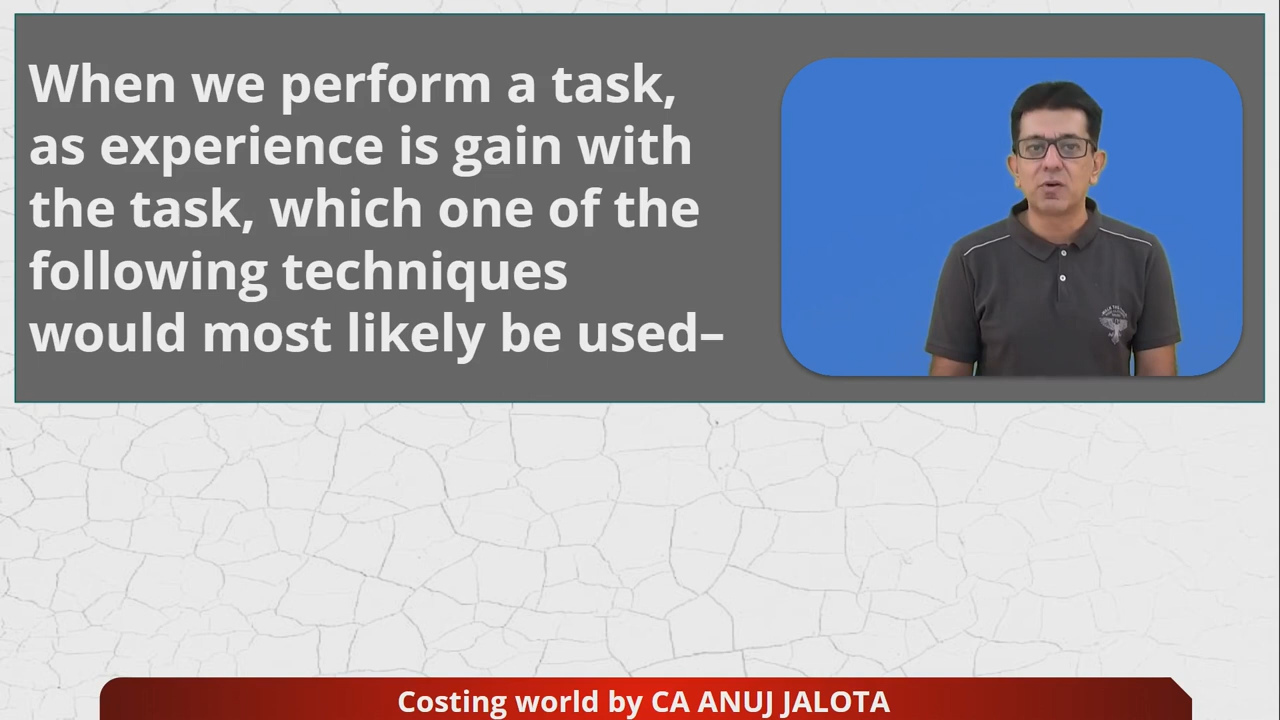 When we perform a task,
as experience is gain with
the task, which one of the
following techniques
would most likely be used–
Costing world by CA ANUJ JALOTA